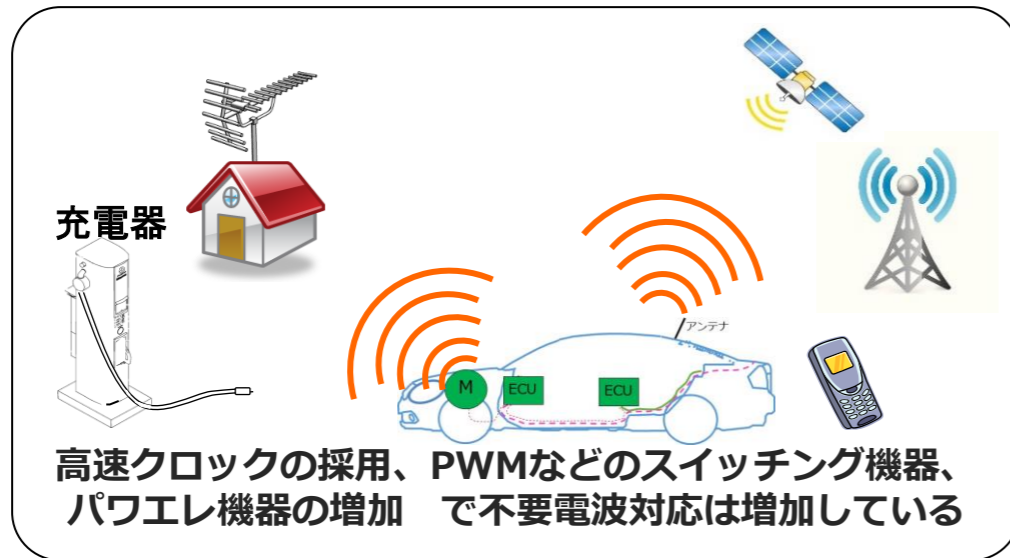 充電器
アンテナ
M
ECU
ECU
高速クロックの採用、PWMなどのスイッチング機器、
パワエレ機器の増加　で不要電波対応は増加している